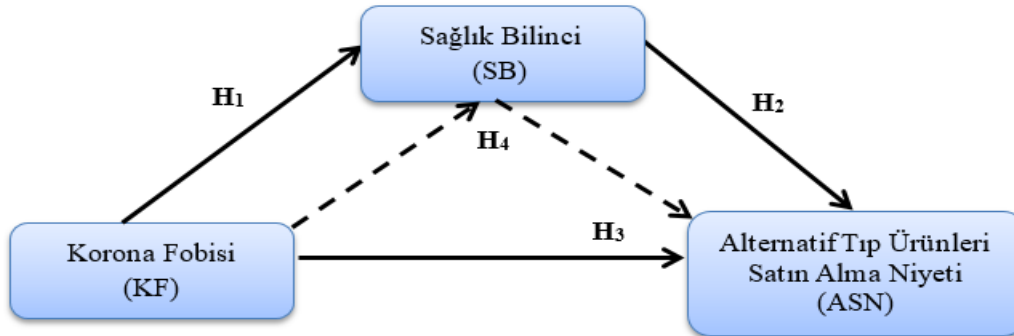 Sağlık Bilinci
(SB)
H1
H2
H4
Korona Fobisi
(KF)
H3
Alternatif Tıp Ürünleri
Satın Alma Niyeti
(ASN)